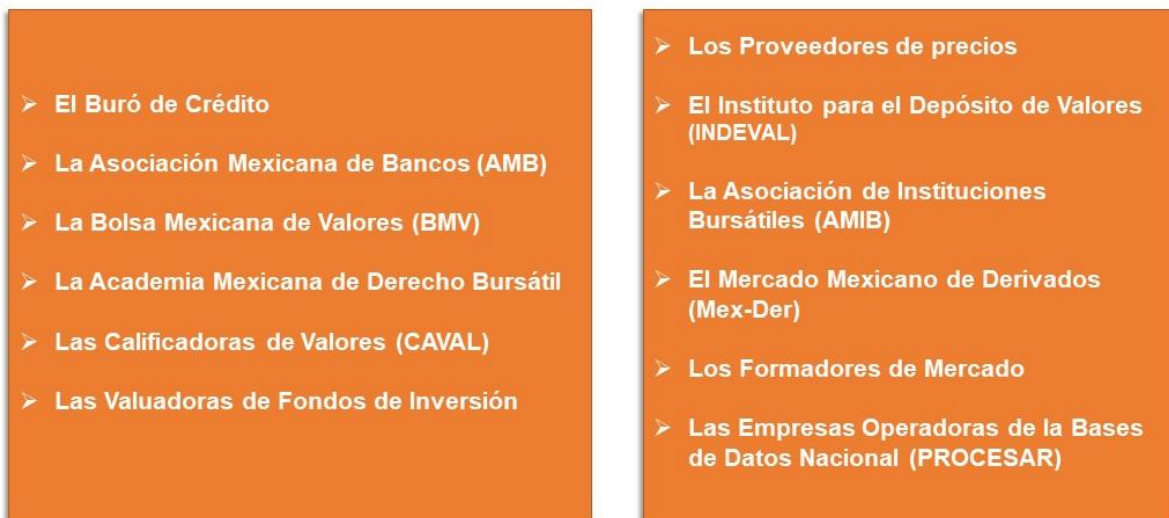 El Buró de Crédito
La Asociación Mexicana de Bancos (AMB)
La Bolsa Mexicana de Valores (BMV)
La Academia Mexicana de Derecho Bursátil
Las Calificadoras de Valores (CAVAL)
Las Valuadoras de Fondos de Inversión
Los Proveedores de precios
El Instituto para el Depósito de Valores
(INDEVAL)
La Asociación de Instituciones
Bursátiles (AMIB)
El Mercado Mexicano de Derivados
(Mex-Der)
Los Formadores de Mercado
Las Empresas Operadoras de la Bases
de Datos Nacional (PROCESAR)